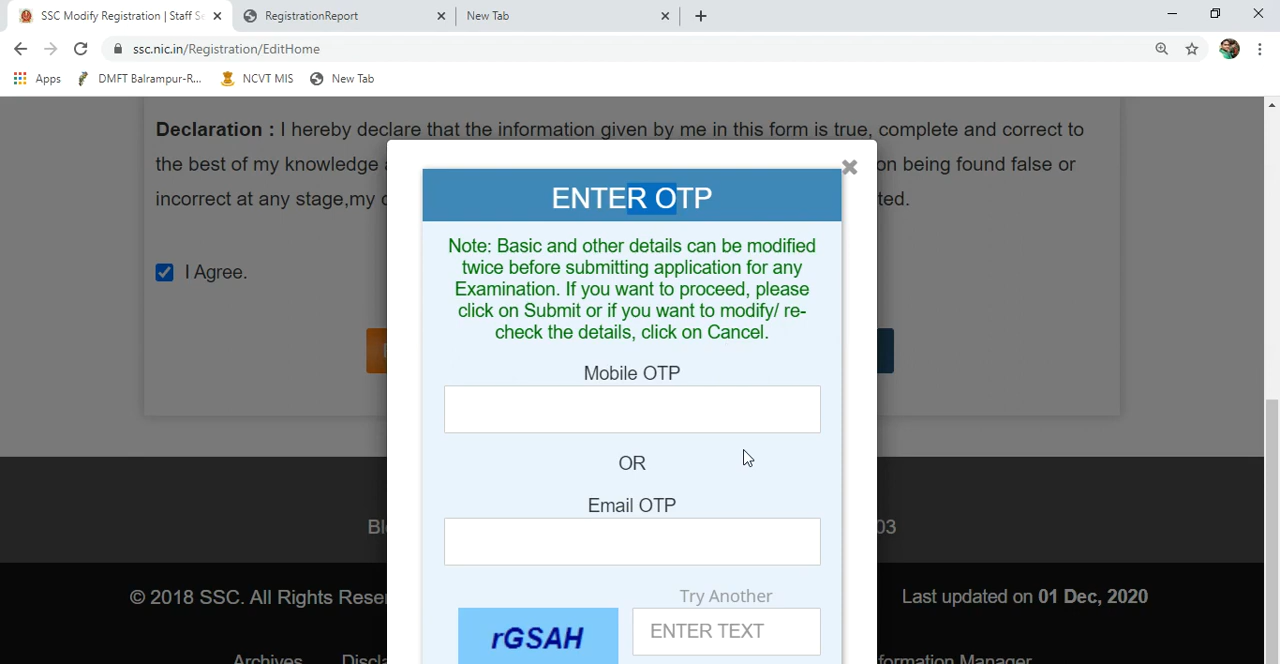 SSC Modify Registration | Staff Se
RegistrationReport
New Tab
ssc.nic.in/Registration/EditHome
Apps
DMFT Balrampur-R...
NCVT MIS
New Tab
Declaration : I hereby declare that the information given by me in this form is true, complete and correct to
the best of my knowledge
on being found false or
incorrect at any stage,my
ted.
I Agree.
ENTER OTP
Note: Basic and other details can be modified
twice before submitting application for any
Examination. If you want to proceed, please
click on Submit or if you want to modify/ re-
check the details, click on Cancel.
Mobile OTP
OR
Email OTP
Try Another
rGSAH
ENTER TEXT
03
© 2018 SSC. All Rights Reser
Last updated on 01 Dec, 2020
Archives
Manager